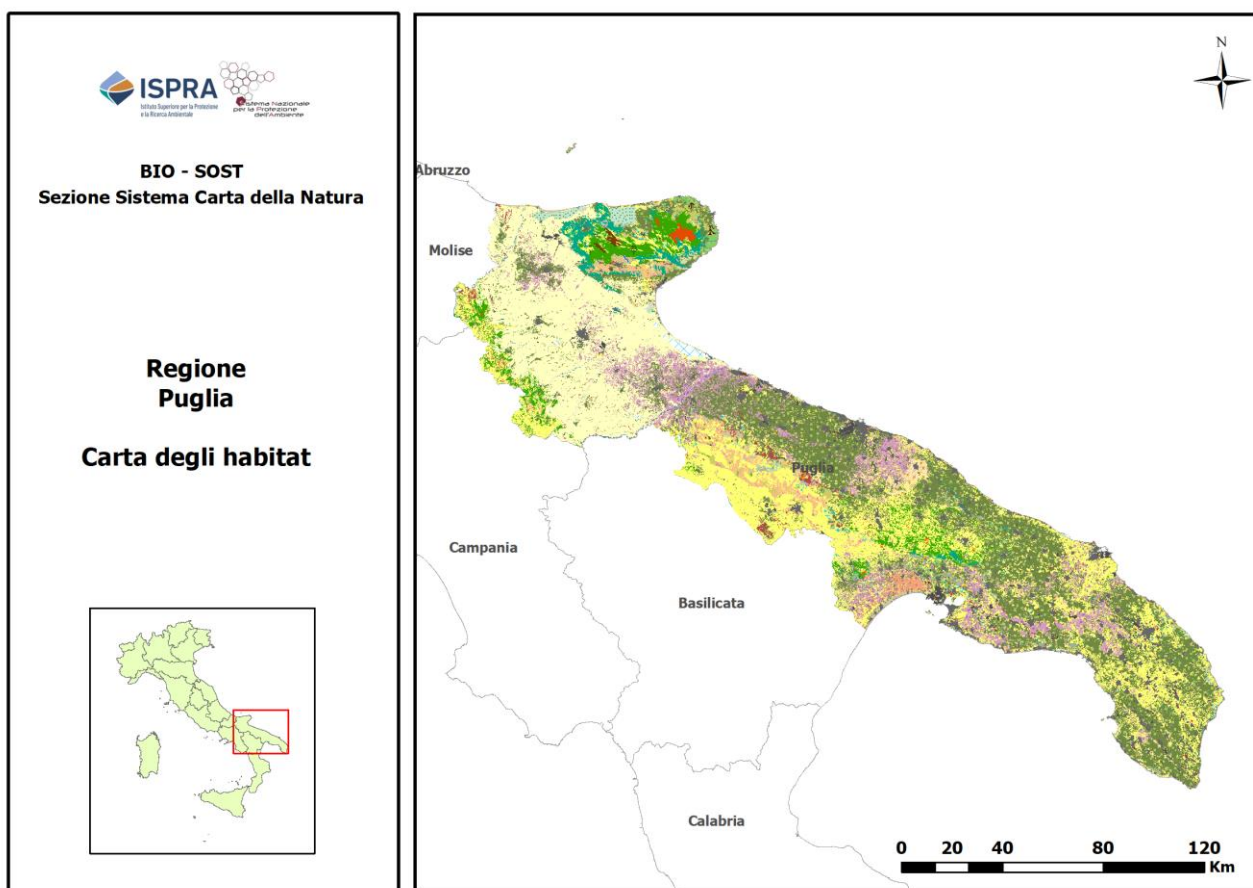 ISPRA
Istituto Superiore per la Protezione
e la Ricerca Ambientale
Sistema Nazionale
per la Protezione
dell'Ambiente
BIO - SOST
Sezione Sistema Carta della Natura
Regione
Puglia
Carta degli habitat
N
Abruzzo
Molise
Puglia
Campania
Basilicata
Calabria
0 20 40 80 120
Km